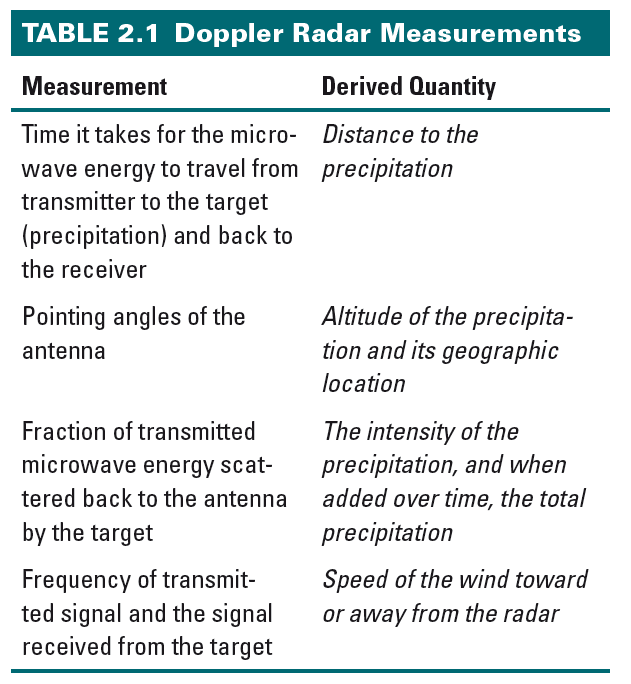 TABLE 2.1 Doppler Radar Measurements
Measurement
Derived Quantity
Time it takes for the micro-
wave energy to travel from
transmitter to the target
(precipitation) and back to
the receiver
Distance to the
precipitation
Pointing angles of the
antenna
Altitude of the precipita-
tion and its geographic
location
Fraction of transmitted
microwave energy scat-
tered back to the antenna
by the target
The intensity of the
precipitation, and when
added over time, the total
precipitation
Frequency of transmit-
ted signal and the signal
received from the target
Speed of the wind toward
or away from the radar